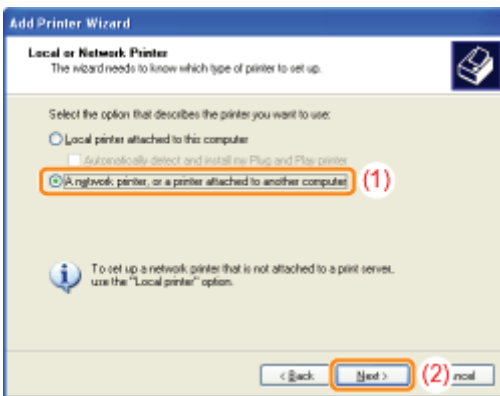 Add Printer Wizard
Local or Network Printer
The wizard needs to know which type of printer to set up.
Select the option that describes the printer you want to use:
Local printer attached to this computer
Automatically detect and install my Plug and Play printer
A network printer, or a printer attached to another computer
(1)
To set up a network printer that is not attached to a print server,
use the "Local printer" option.
< Back Next > (2) ncel